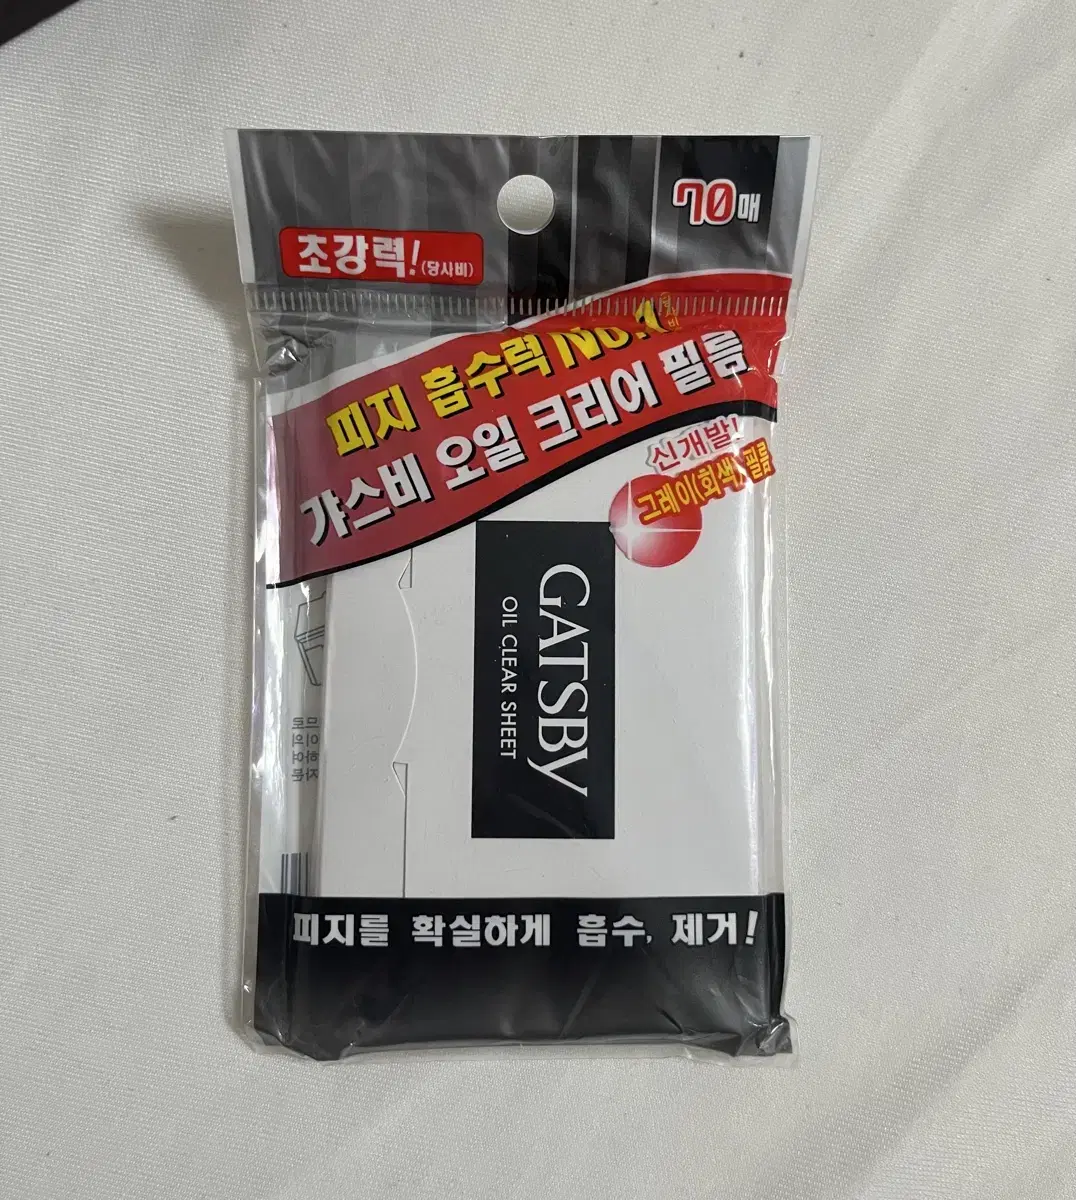 70매
초강력!(당사비)
피지 흡수력 No.1
갸스비 오일 크리어 필름
신개발!
그레이(회색) 필름
GATSBY
OIL CLEAR SHEET
피지를 확실하게 흡수, 제거!